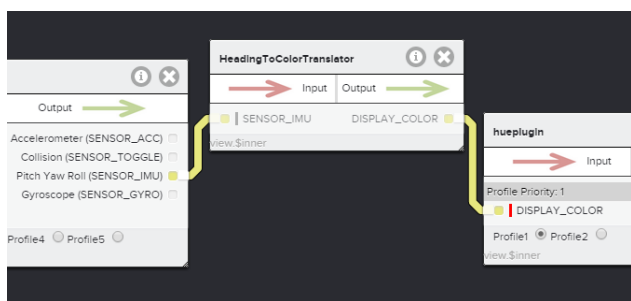 Output
Accelerometer (SENSOR_ACC)
Collision (SENSOR_TOGGLE)
Pitch Yaw Roll (SENSOR_IMU)
Gyroscope (SENSOR_GYRO)
Profile4 Profile5
HeadingToColorTranslator
Input Output
SENSOR_IMU DISPLAY_COLOR
view.$inner
hueplugin
Input
Profile Priority: 1
DISPLAY_COLOR
Profile1 Profile2
view.$inner